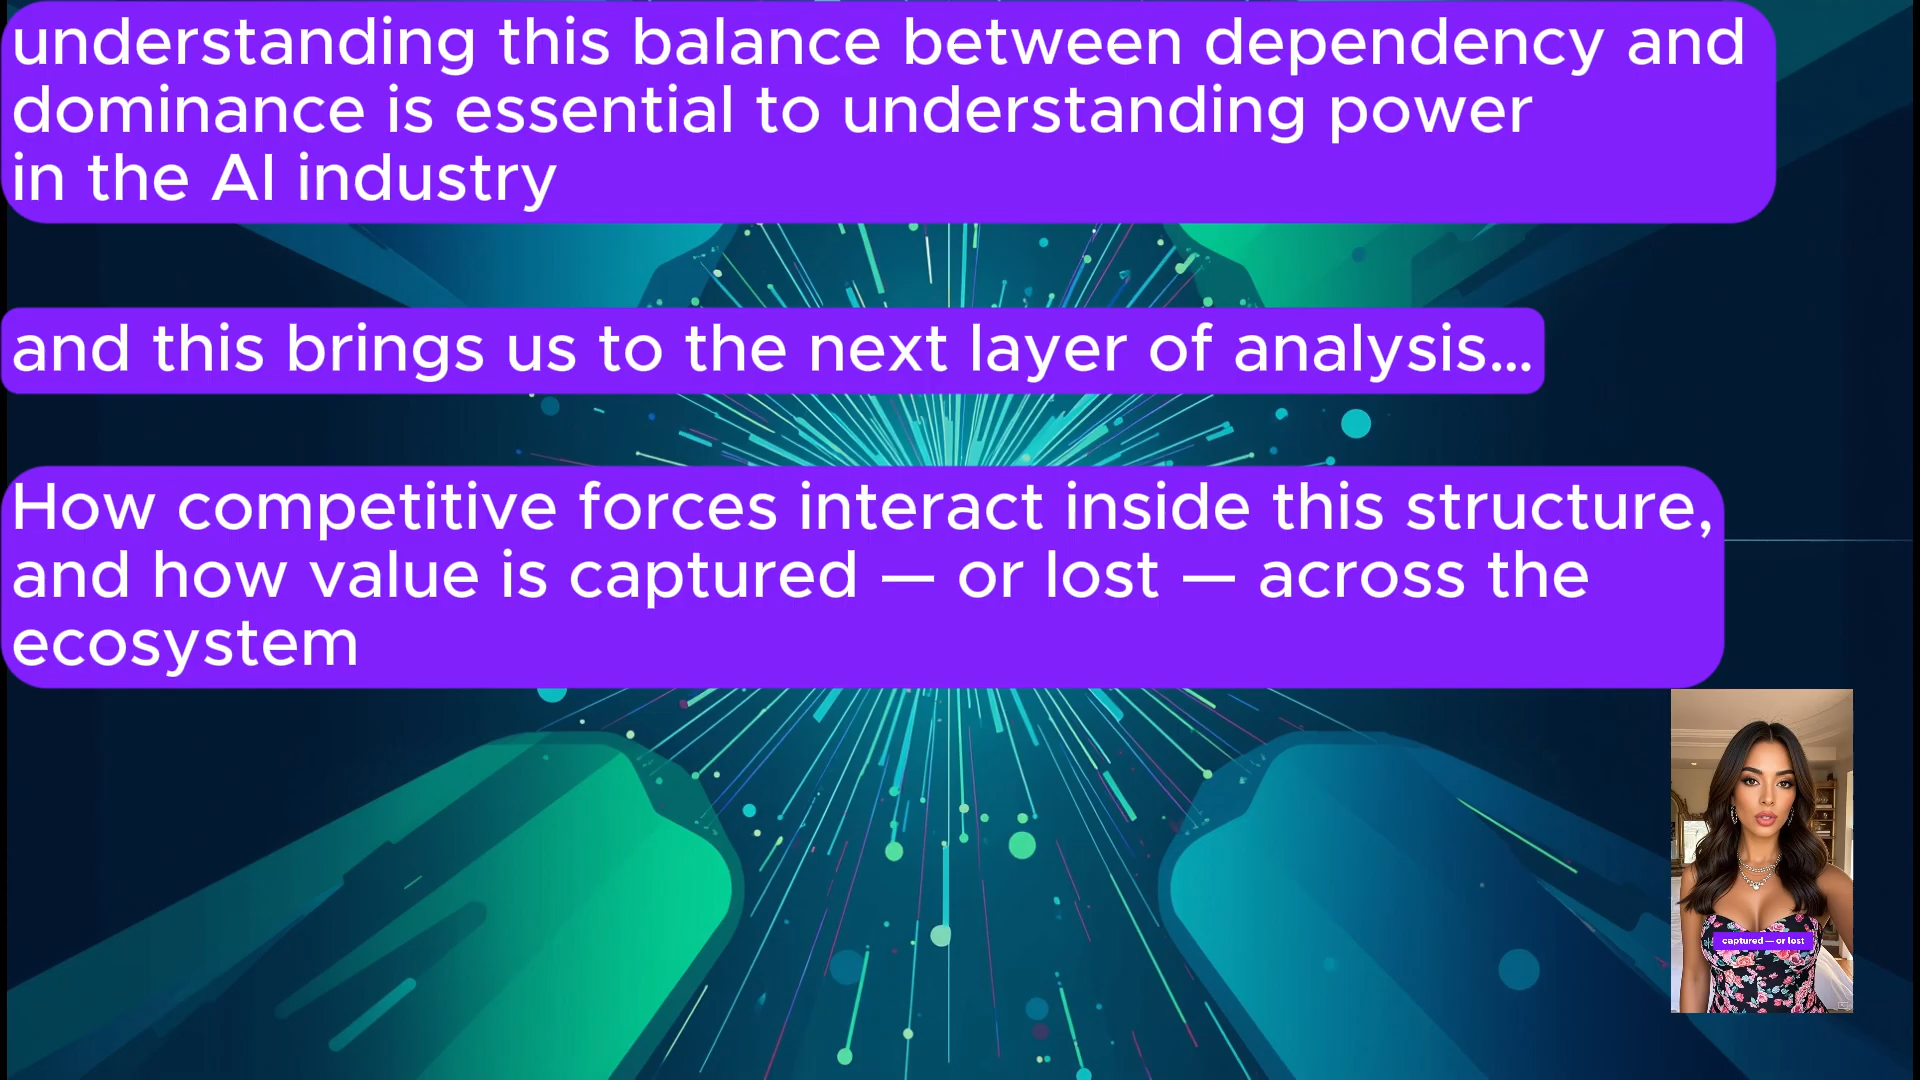 understanding this balance between dependency and
dominance is essential to understanding power
in the AI industry
and this brings us to the next layer of analysis...
How competitive forces interact inside this structure,
and how value is captured — or lost — across the
ecosystem
captured — or lost